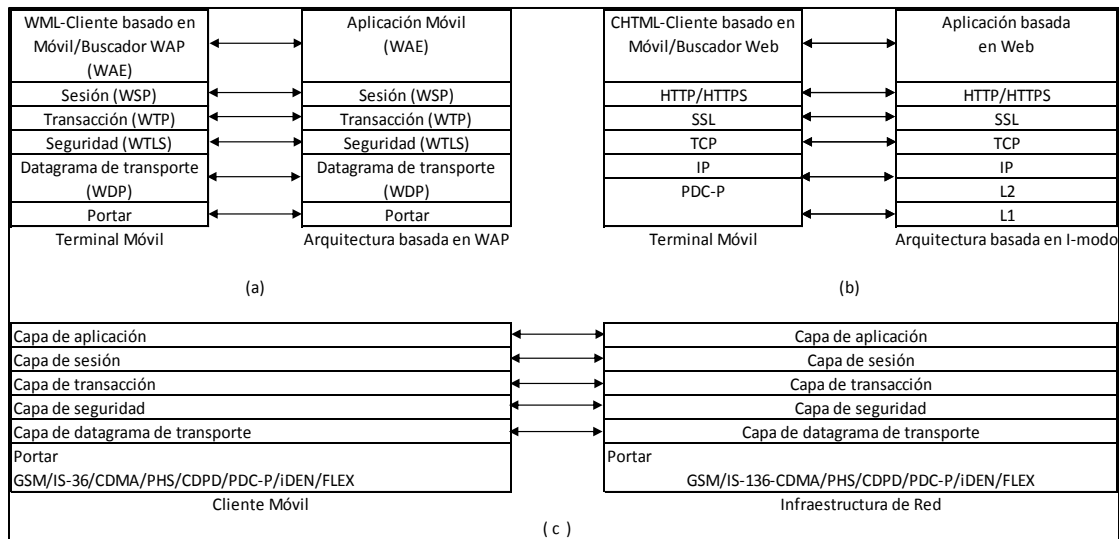 WML-Cliente basado en
Móvil/Buscador WAP
(WAE)
Aplicación Móvil
(WAE)
Sesión (WSP)
Sesión (WSP)
Transacción (WTP)
Transacción (WTP)
Seguridad (WTLS)
Seguridad (WTLS)
Datagrama de transporte
(WDP)
Datagrama de transporte
(WDP)
Portar
Portar
Terminal Móvil
Arquitectura basada en WAP
(a)
CHTML-Cliente basado en
Móvil/Buscador Web
Aplicación basada
en Web
HTTP/HTTPS
HTTP/HTTPS
SSL
SSL
TCP
TCP
IP
IP
PDC-P
L2
L1
Terminal Móvil
Arquitectura basada en I-modo
(b)
Capa de aplicación
Capa de aplicación
Capa de sesión
Capa de sesión
Capa de transacción
Capa de transacción
Capa de seguridad
Capa de seguridad
Capa de datagrama de transporte
Capa de datagrama de transporte
Portar
GSM/IS-36/CDMA/PHS/CDPD/PDC-P/iDEN/FLEX
Portar
GSM/IS-136-CDMA/PHS/CDPD/PDC-P/iDEN/FLEX
Cliente Móvil
Infraestructura de Red
( c )